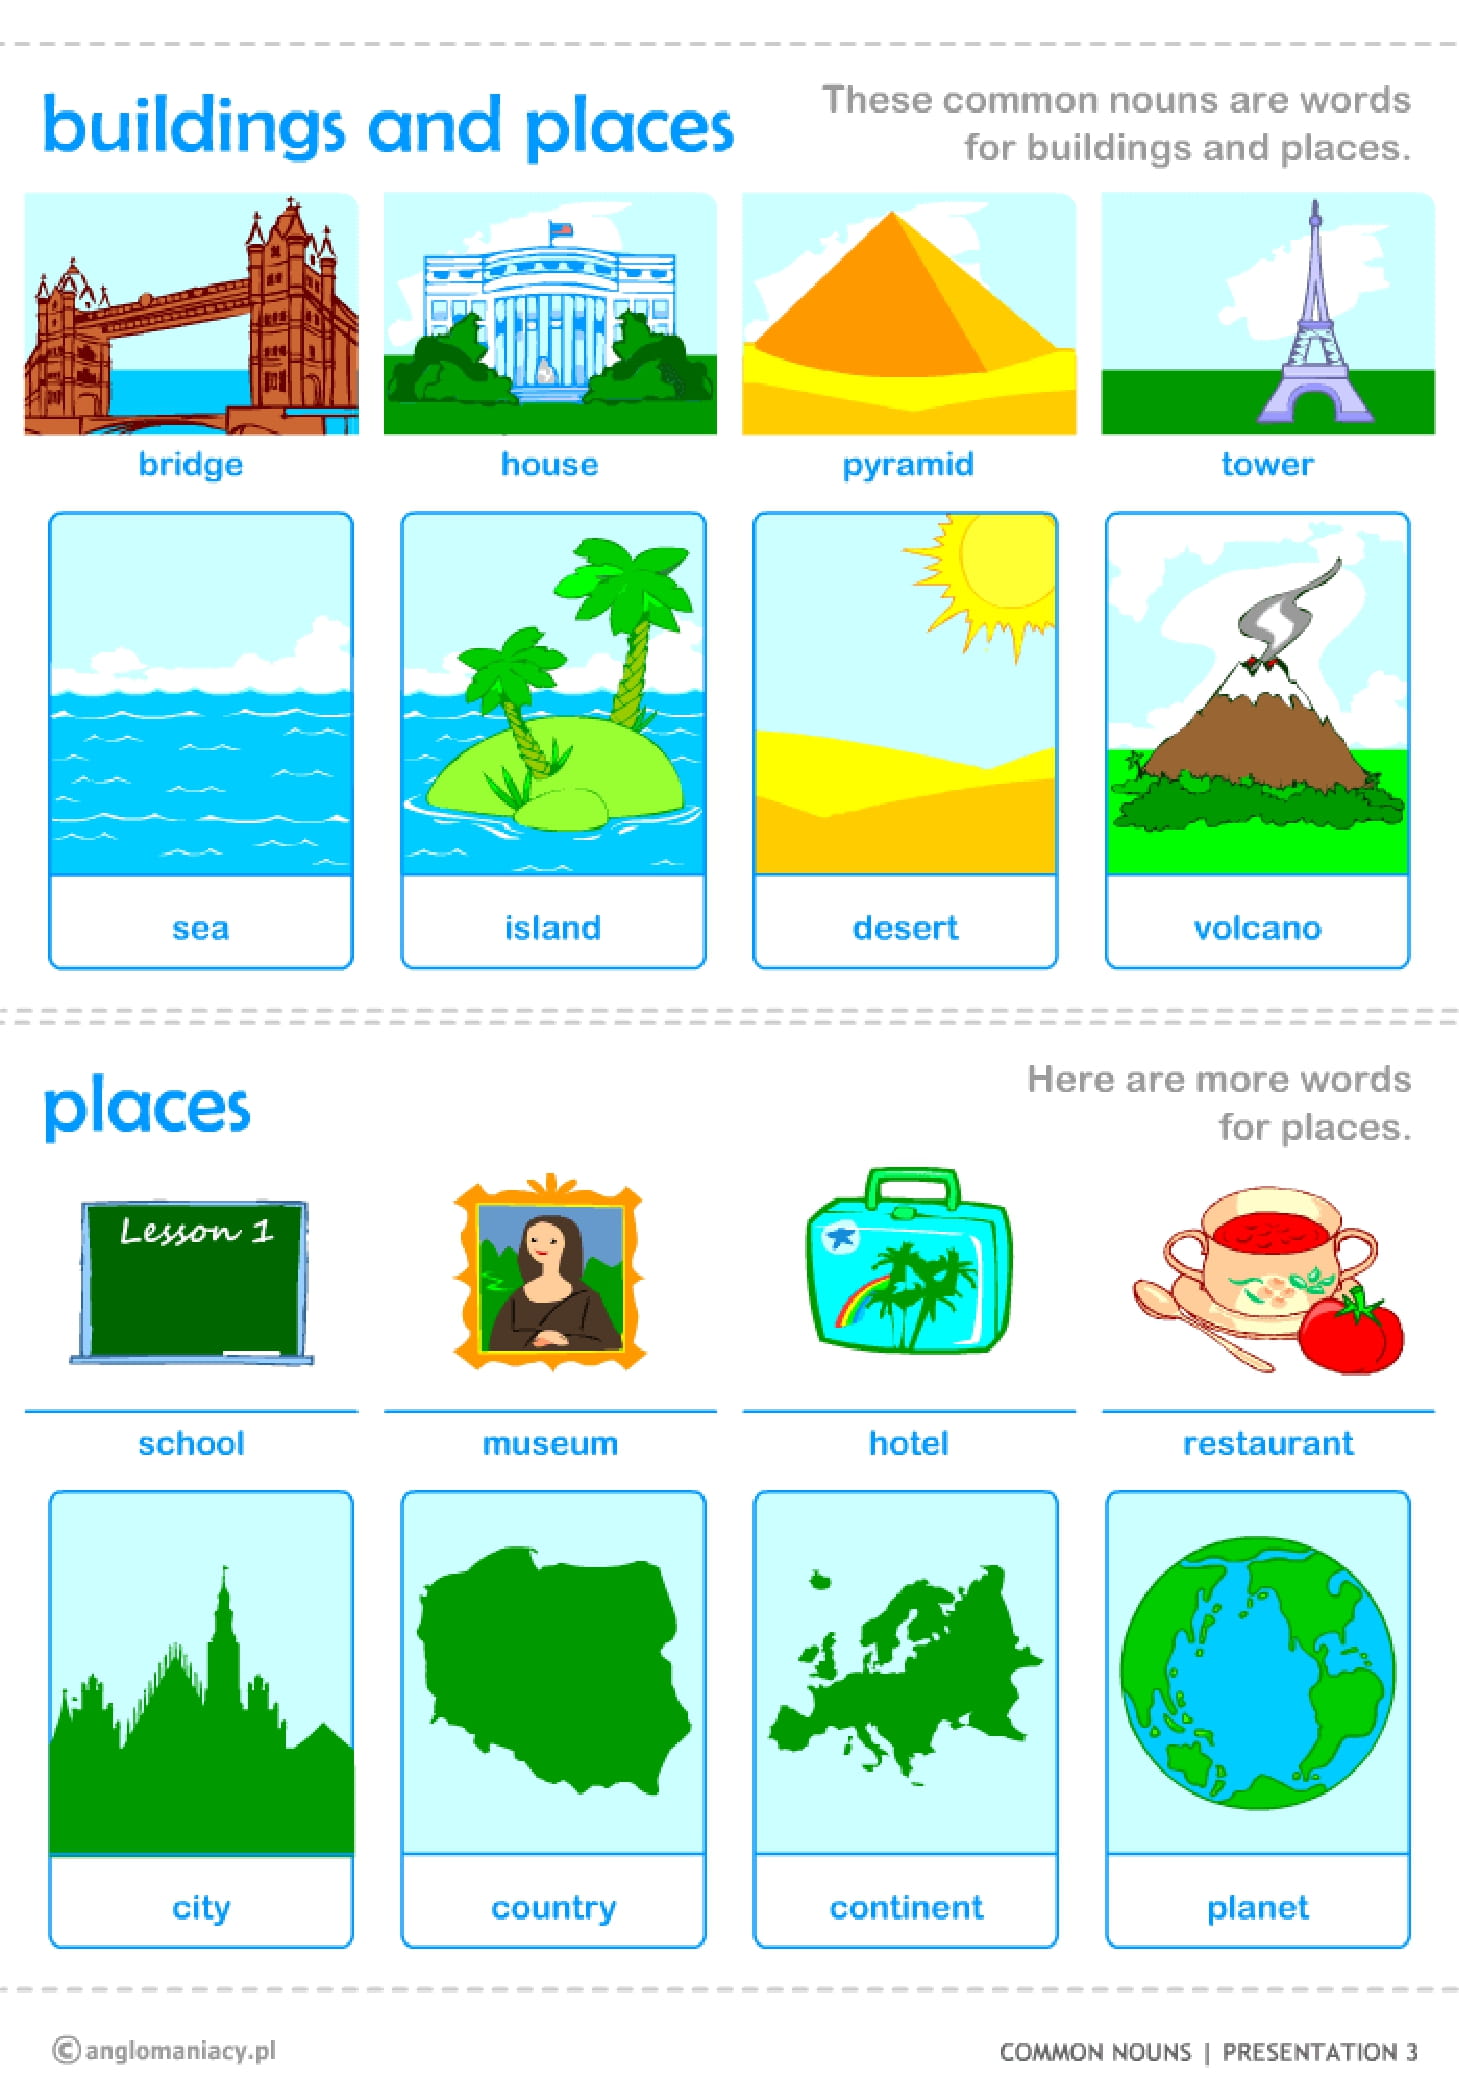 buildings and places
These common nouns are words
for buildings and places.
bridge
house
pyramid
tower
sea
island
desert
volcano
places
Here are more words
for places.
Lesson 1
school
museum
hotel
restaurant
city
country
continent
planet
©anglomaniacy.pl
COMMON NOUNS | PRESENTATION 3